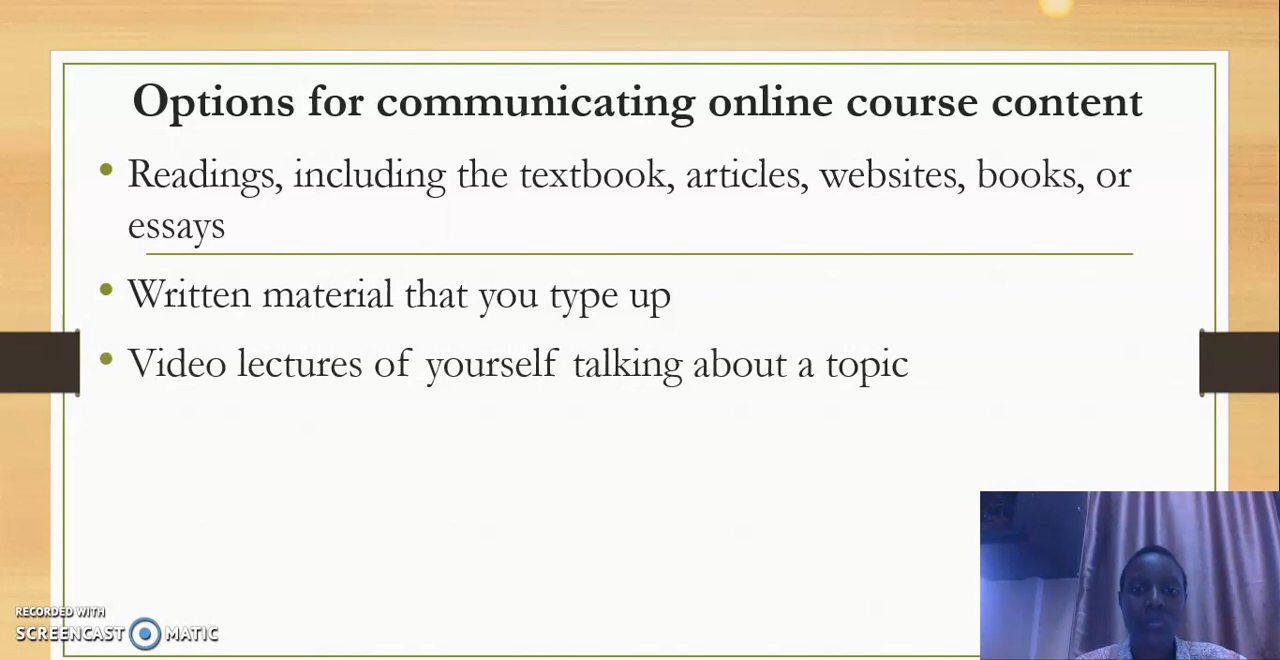 Options for communicating online course content
• Readings, including the textbook, articles, websites, books, or
essays
• Written material that you type up
• Video lectures of yourself talking about a topic
RECORDED WITH
SCREENCAST MATIC